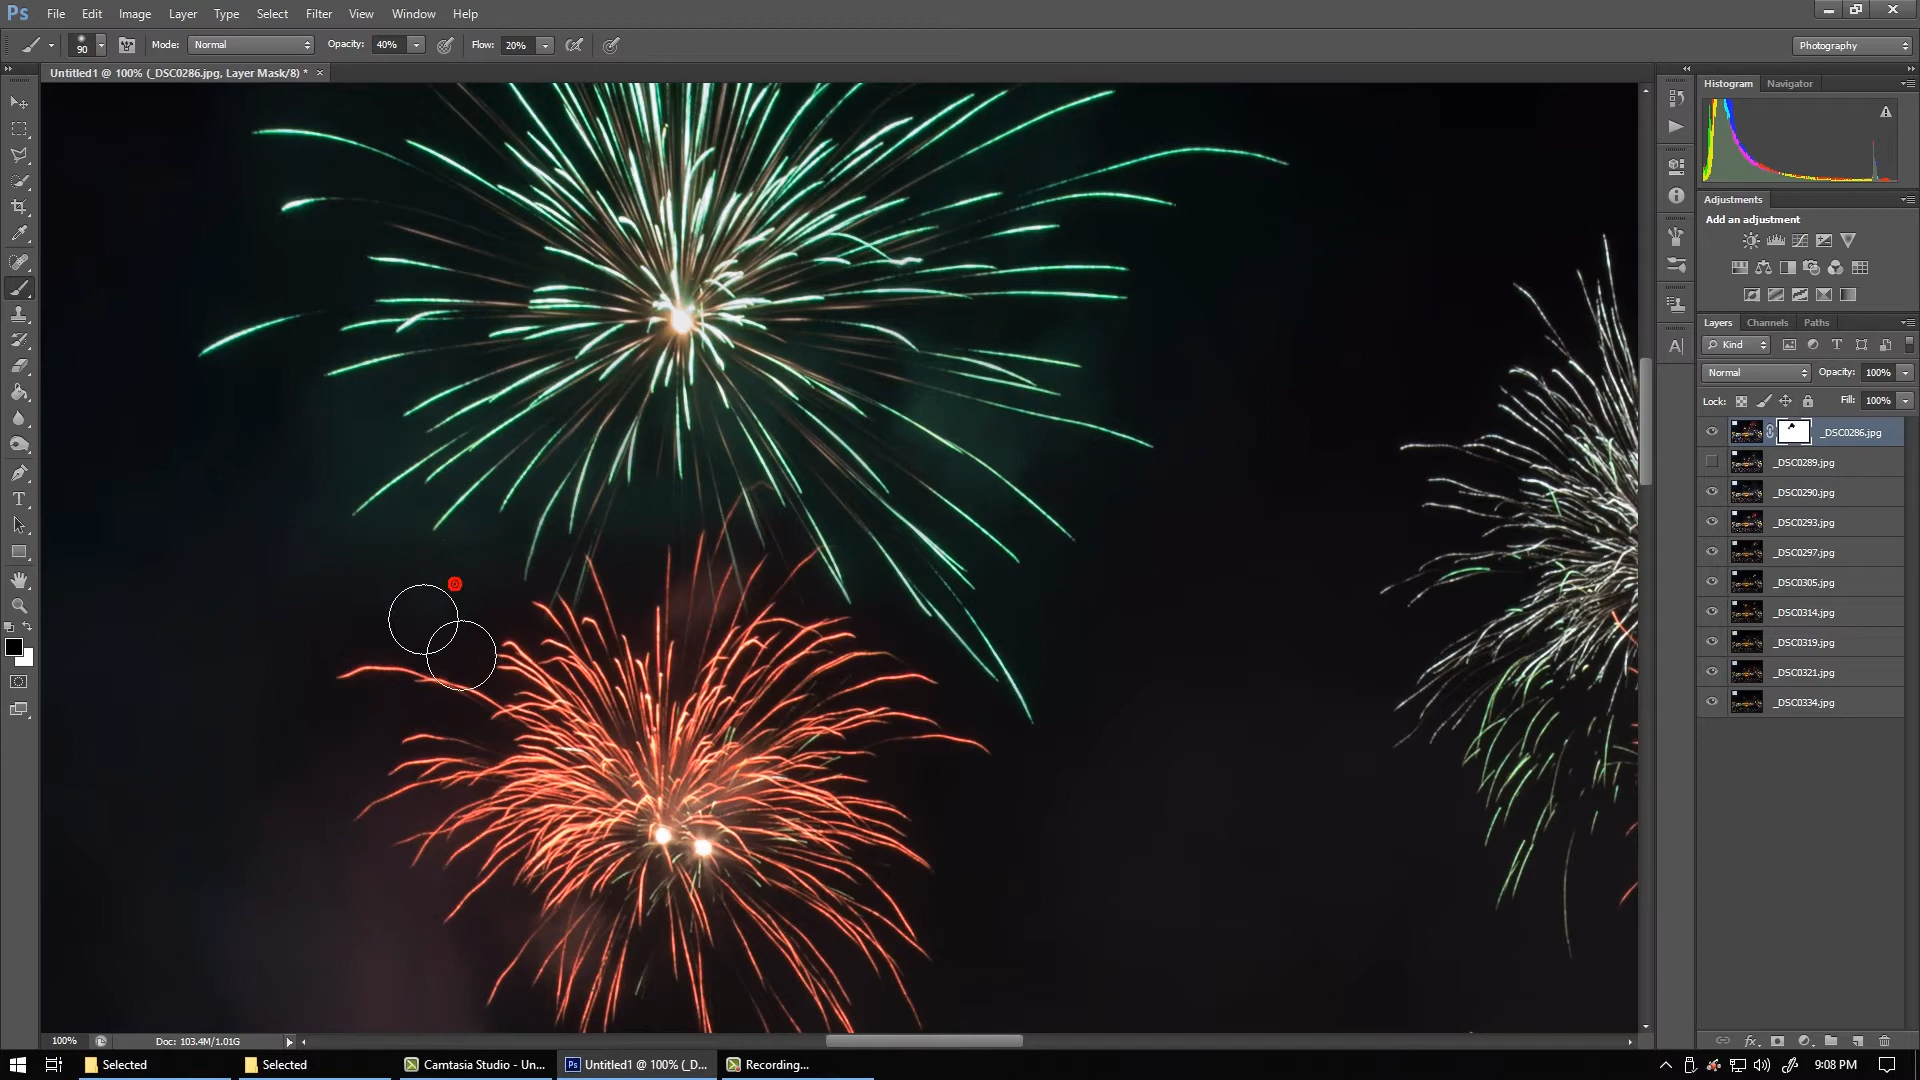 Ps File Edit Image Layer Type Select Filter View Window Help
90 Mode: Normal Opacity: 40% Flow: 20% Photography
Untitled1 @ 100% (_DSC0286.jpg, Layer Mask/8) * ×
Histogram Navigator
Adjustments
Add an adjustment
Layers Channels Paths
Kind
Normal Opacity: 100%
Lock: Fill: 100%
_DSC0286.jpg
_DSC0289.jpg
_DSC0290.jpg
_DSC0293.jpg
_DSC0297.jpg
_DSC0305.jpg
_DSC0314.jpg
_DSC0319.jpg
_DSC0321.jpg
_DSC0334.jpg
100% Doc: 103.4M/1.01G
Selected Selected Camtasia Studio - Un... Ps Untitled1 @ 100% (_D... Recording... 9:08 PM